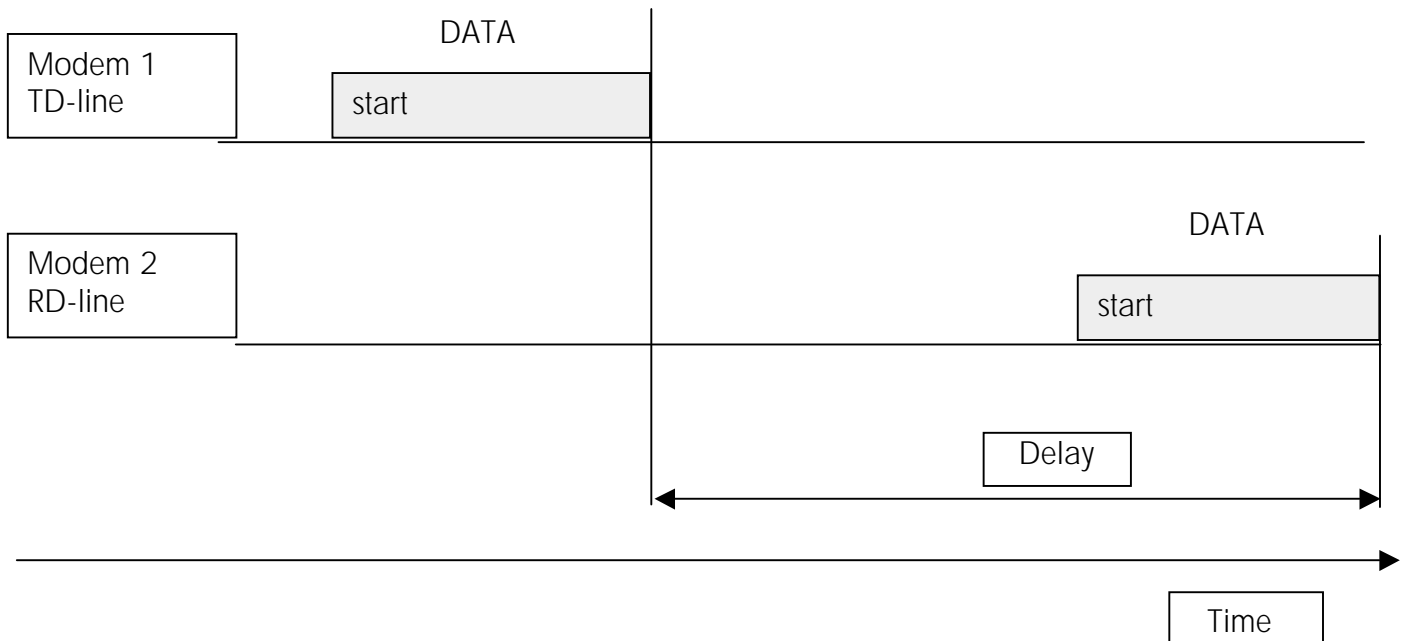 DATA
Modem 1
TD-line
start
DATA
Modem 2
RD-line
start
Delay
Time